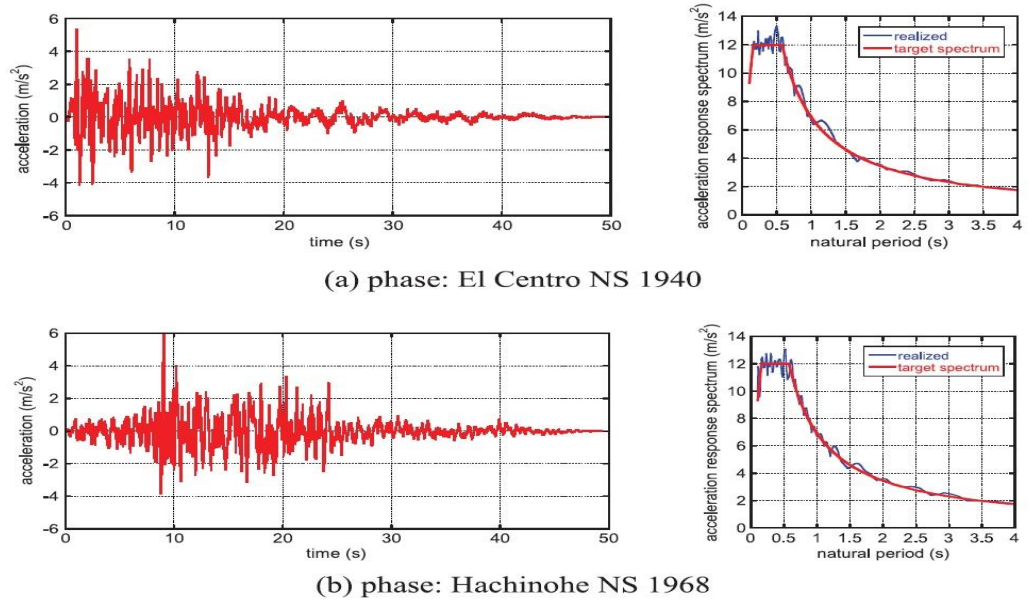 6
4
2
0
-2
-4
-6
acceleration (m/s²)
0 10 20 30 40 50
time (s)
14
12
10
8
6
4
2
0
acceleration response spectrum (m/s²)
realized
target spectrum
0 0.5 1 1.5 2 2.5 3 3.5 4
natural period (s)
(a) phase: El Centro NS 1940
6
4
2
0
-2
-4
-6
acceleration (m/s²)
0 10 20 30 40 50
time (s)
14
12
10
8
6
4
2
0
acceleration response spectrum (m/s²)
realized
target spectrum
0 0.5 1 1.5 2 2.5 3 3.5 4
natural period (s)
(b) phase: Hachinohe NS 1968